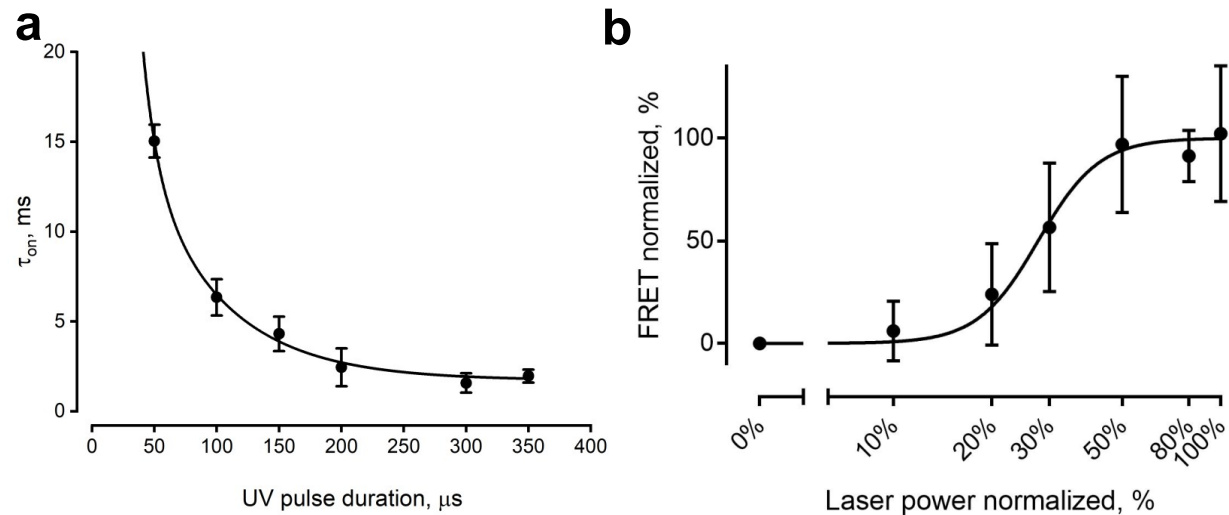 a
20
15
10
5
0
τon, ms
0 50 100 150 200 250 300 350 400
UV pulse duration, μs
b
100
50
0
FRET normalized, %
0% 10% 20% 30% 50% 80% 100%
Laser power normalized, %